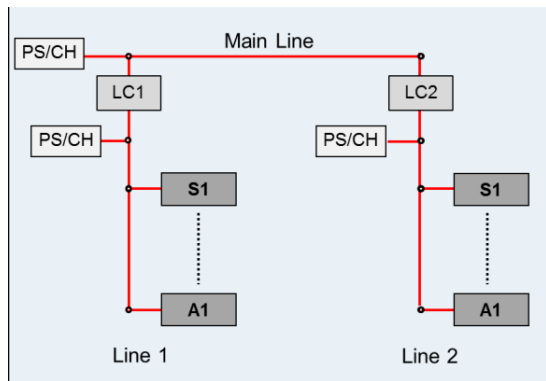 Main Line
PS/CH
LC1
LC2
PS/CH
PS/CH
S1
S1
A1
A1
Line 1
Line 2